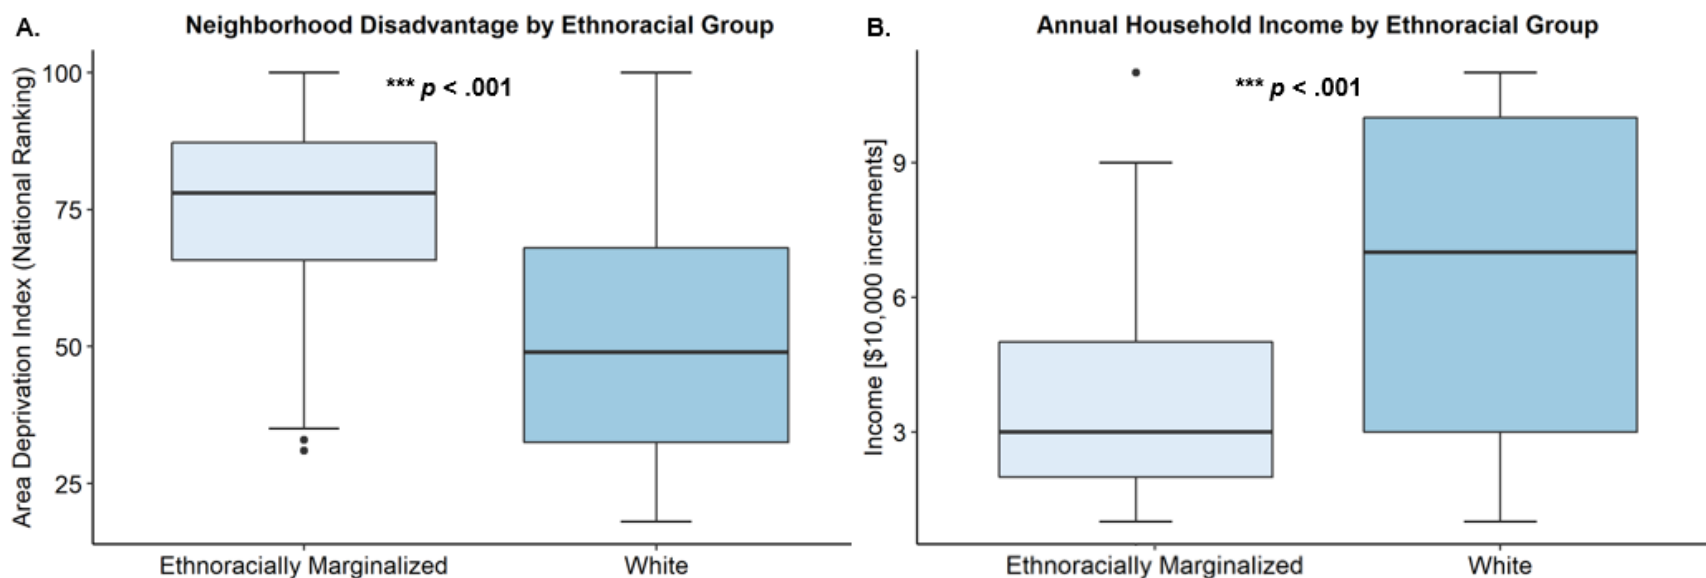 A.
Neighborhood Disadvantage by Ethnoracial Group
*** p < .001
Area Deprivation Index (National Ranking)
100
75
50
25
Ethnoracially Marginalized
White
B.
Annual Household Income by Ethnoracial Group
*** p < .001
Income [$10,000 increments]
9
6
3
Ethnoracially Marginalized
White